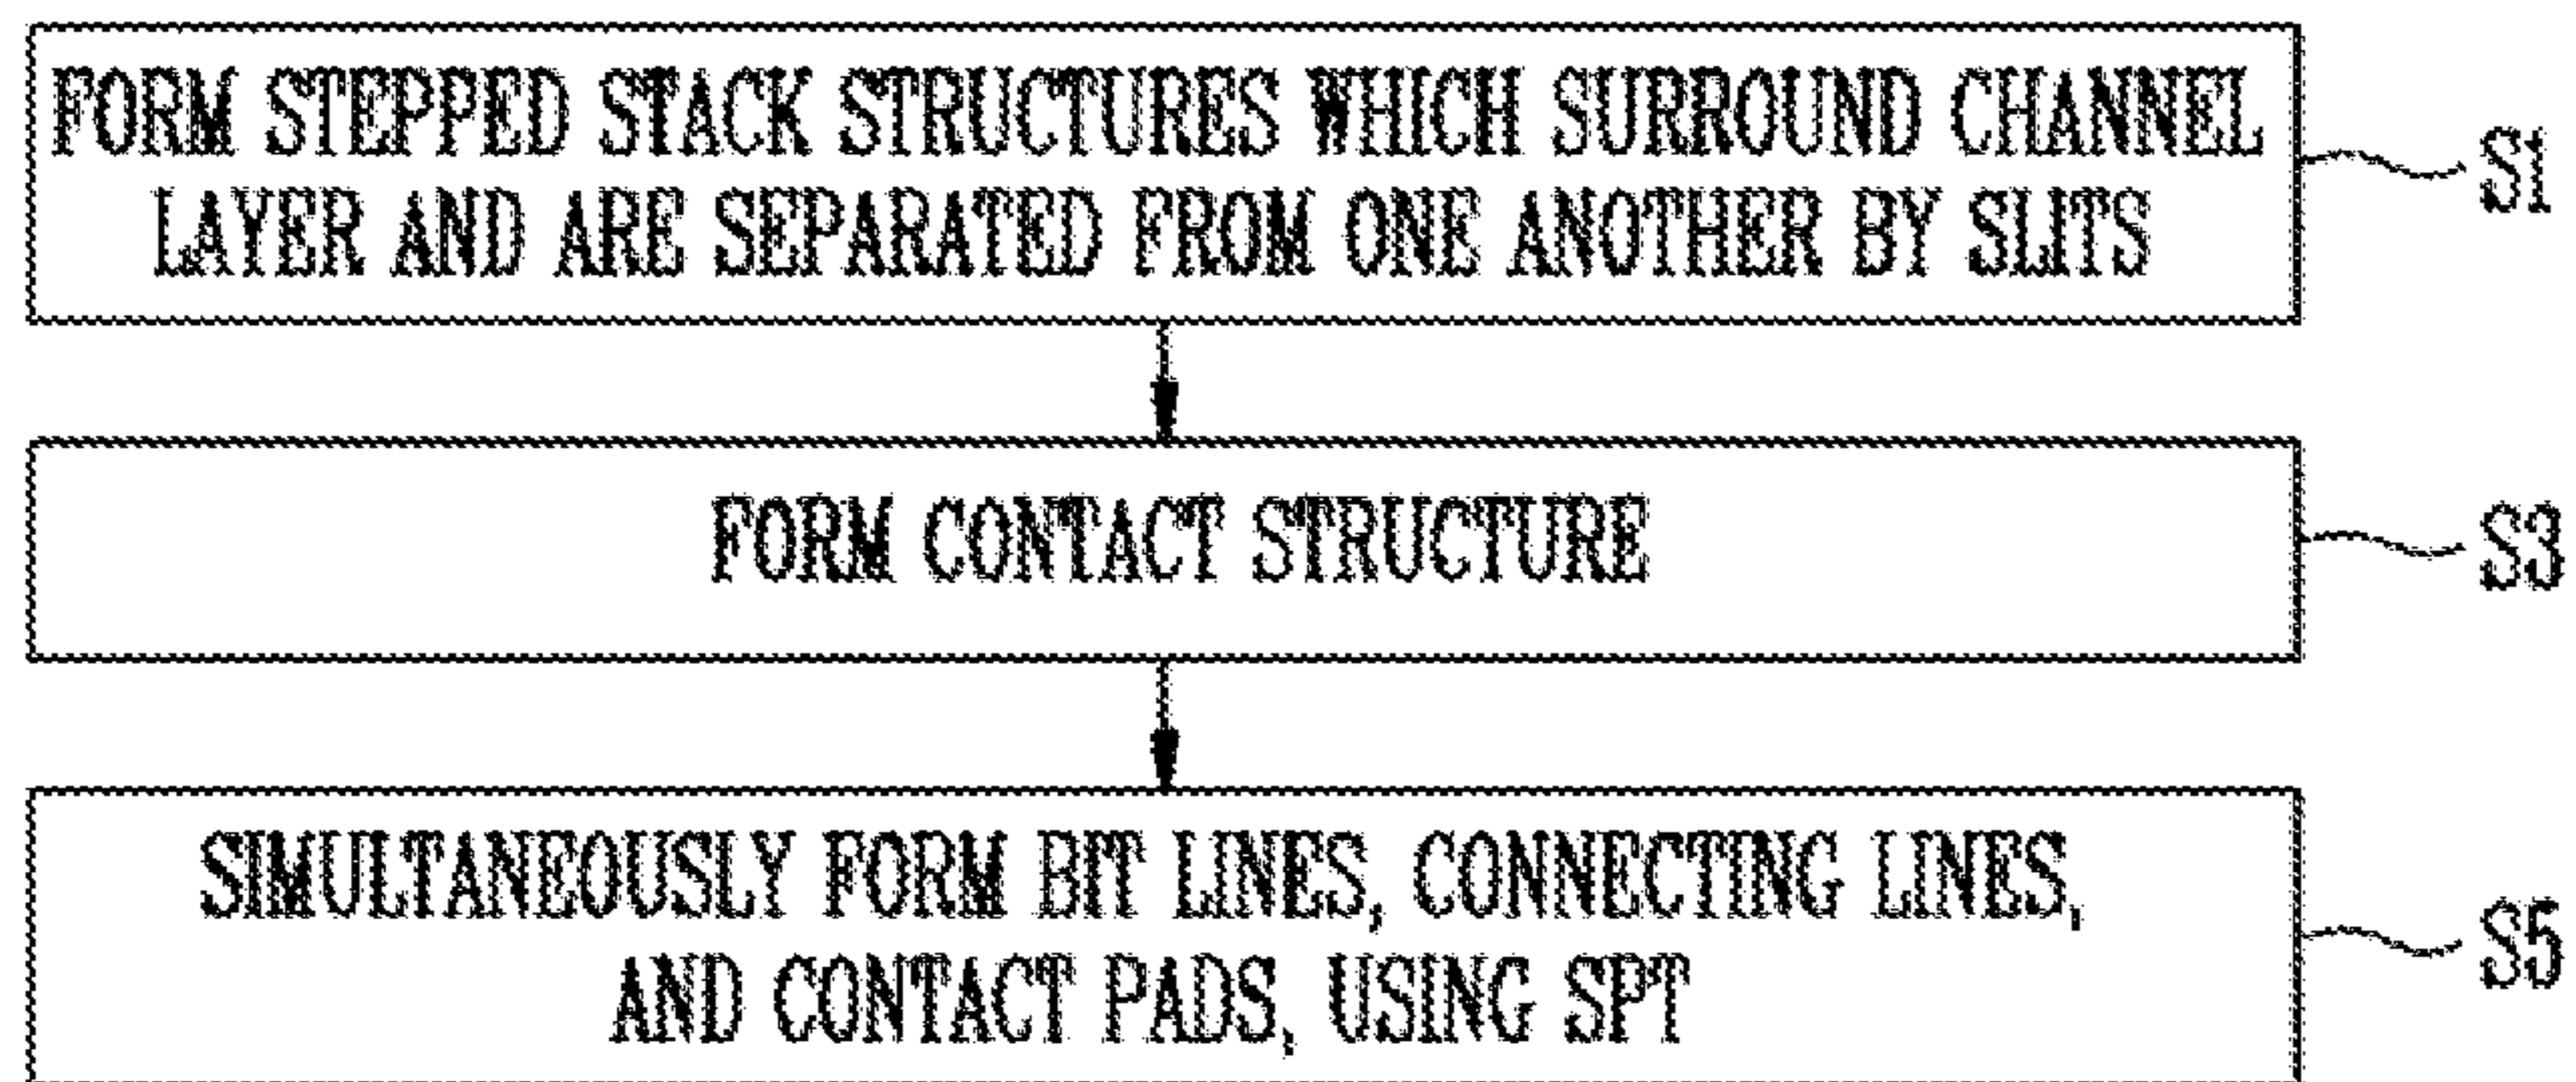 FORM STEPPED STACK STRUCTURES WHICH SURROUND CHANNEL
LAYER AND ARE SEPARATED FROM ONE ANOTHER BY SLITS
S1
FORM CONTACT STRUCTURE
S3
SIMULTANEOUSLY FORM BIT LINES, CONNECTING LINES,
AND CONTACT PADS, USING SPT
S5